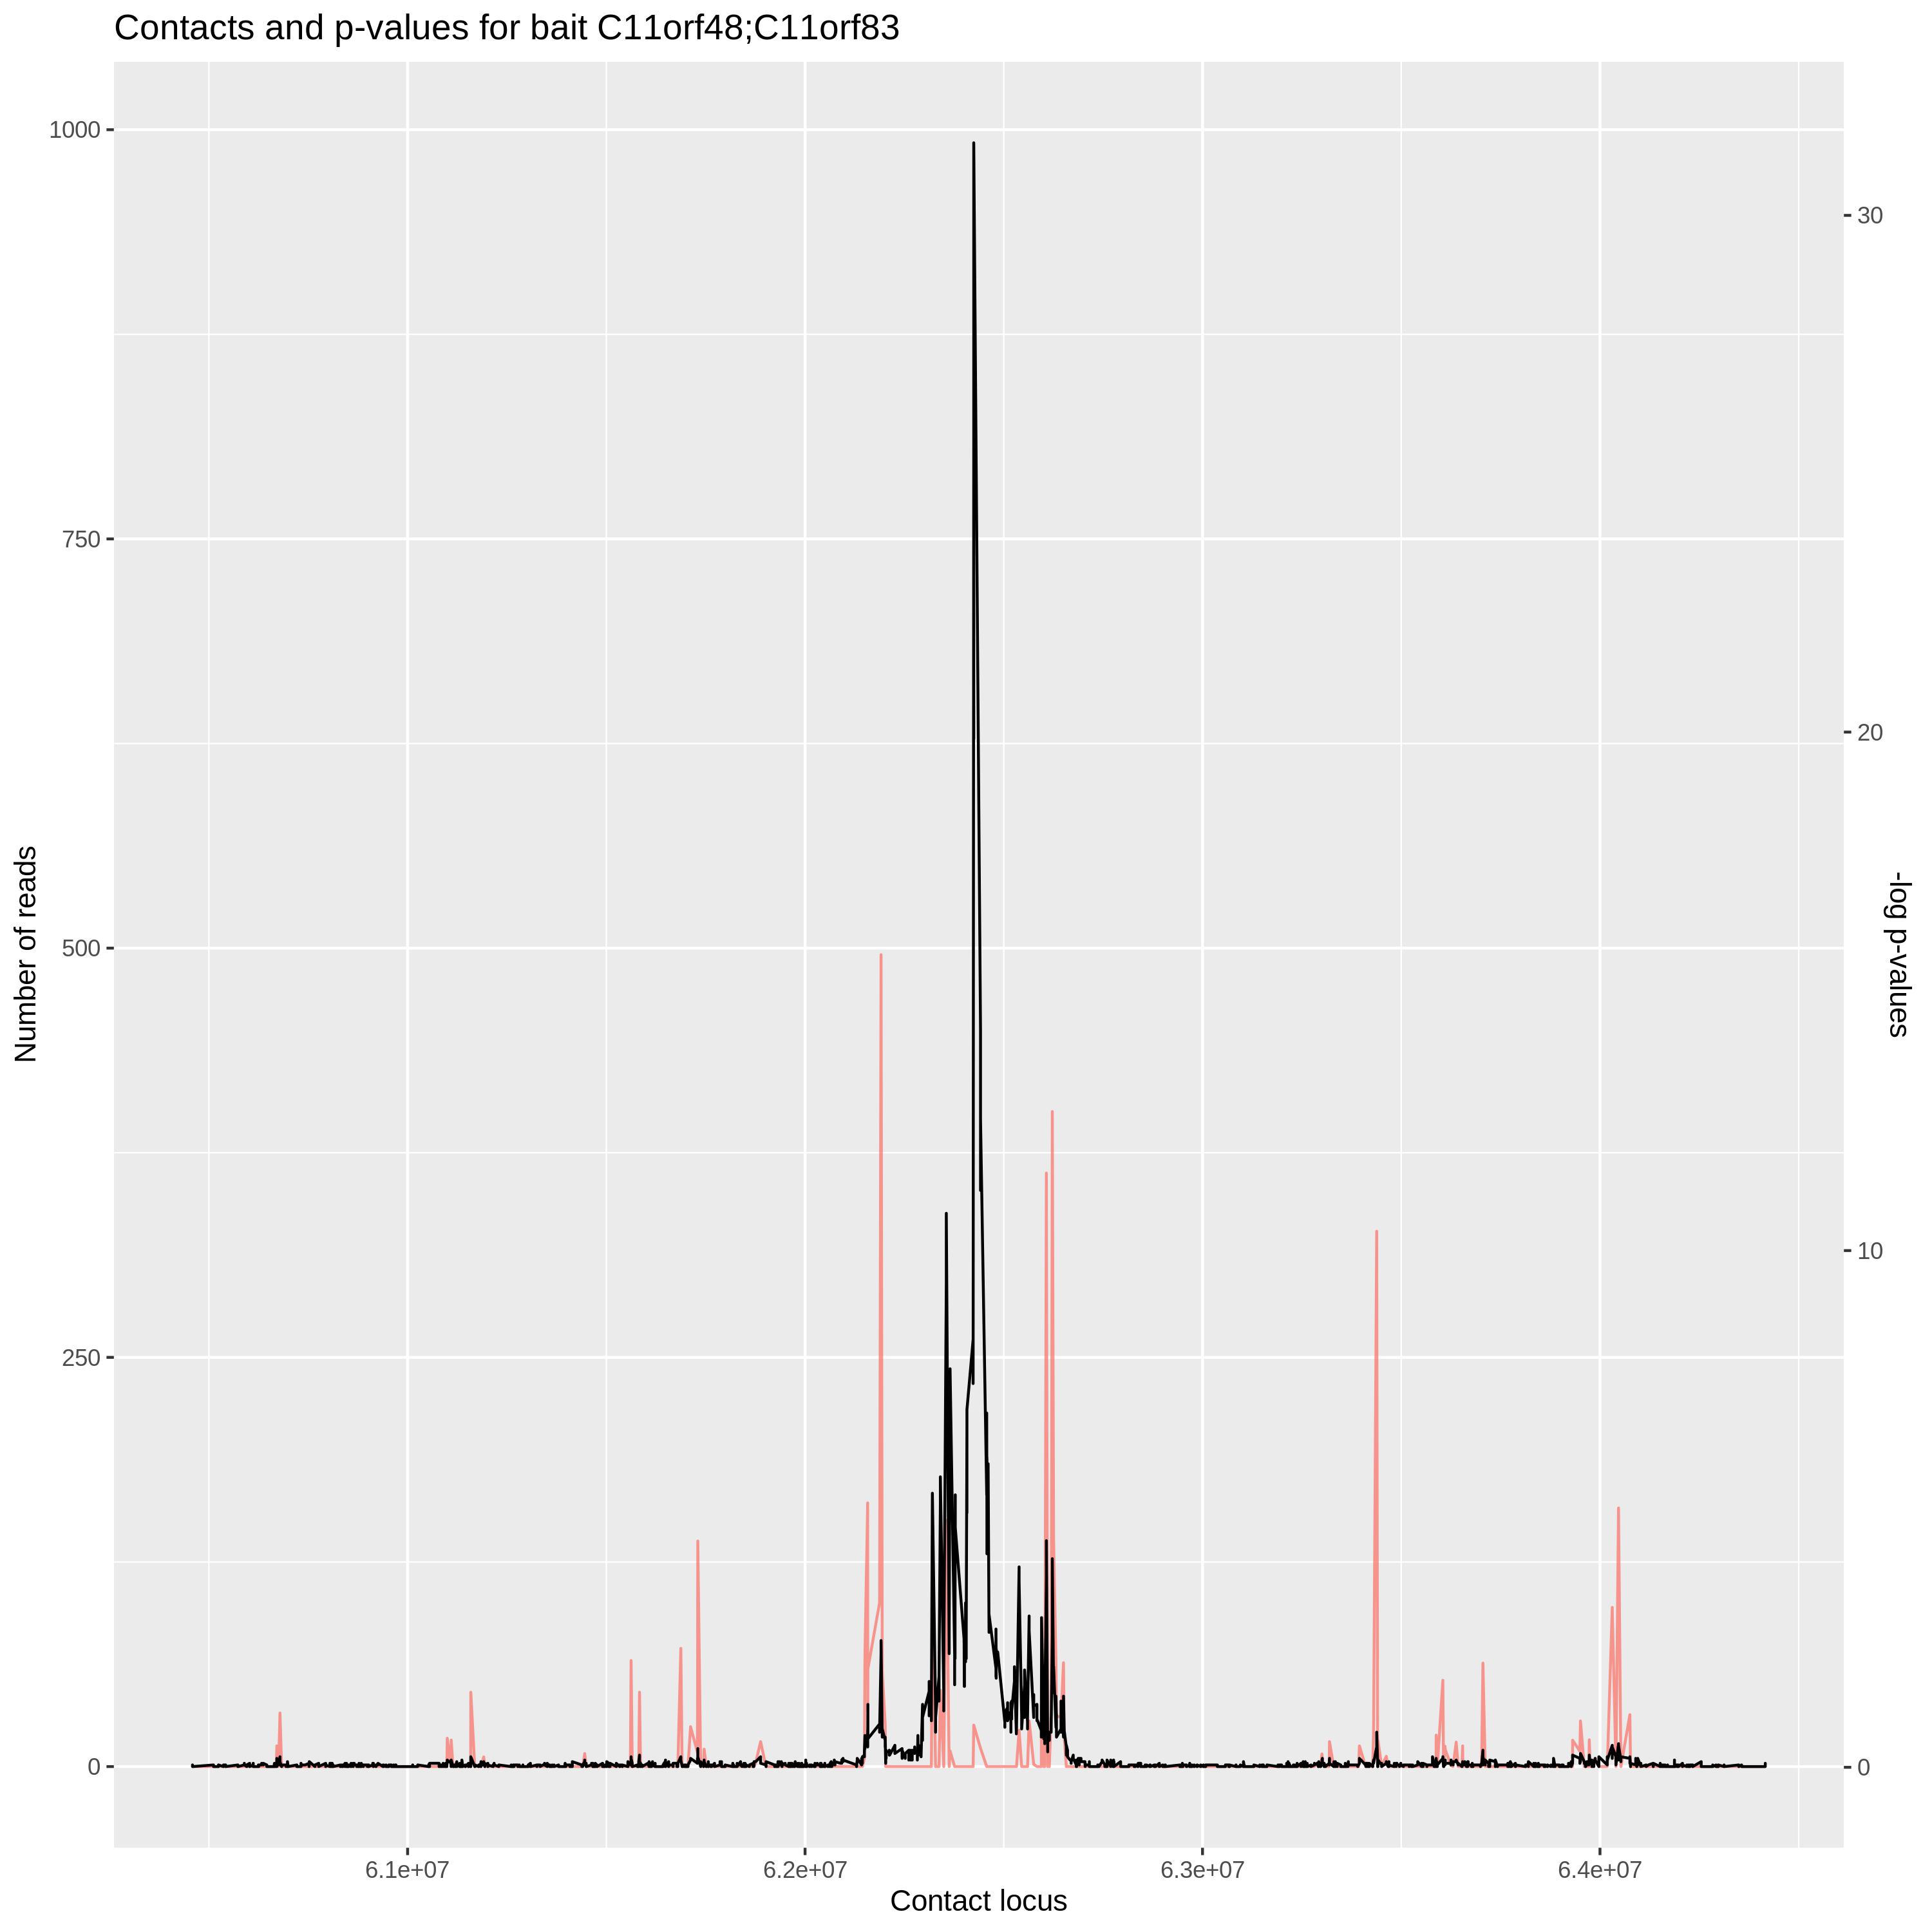 Contacts and p-values for bait C11orf48;C11orf83
1000
750
500
250
0
Number of reads
30
20
10
0
-log p-values
6.1e+07
6.2e+07
6.3e+07
6.4e+07
Contact locus